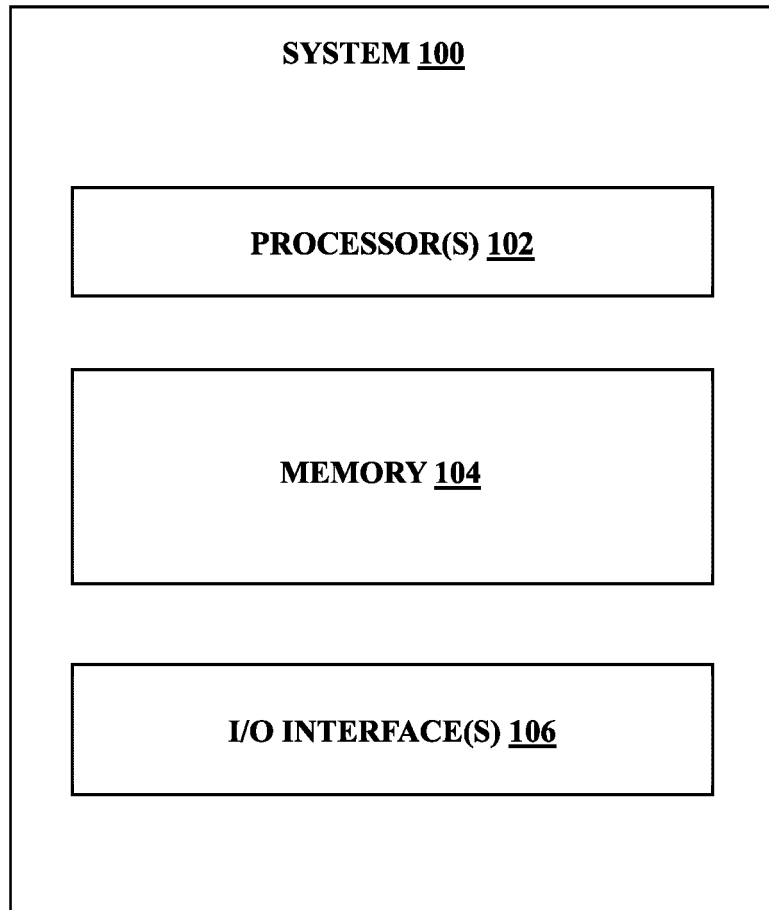 SYSTEM 100
PROCESSOR(S) 102
MEMORY 104
I/O INTERFACE(S) 106